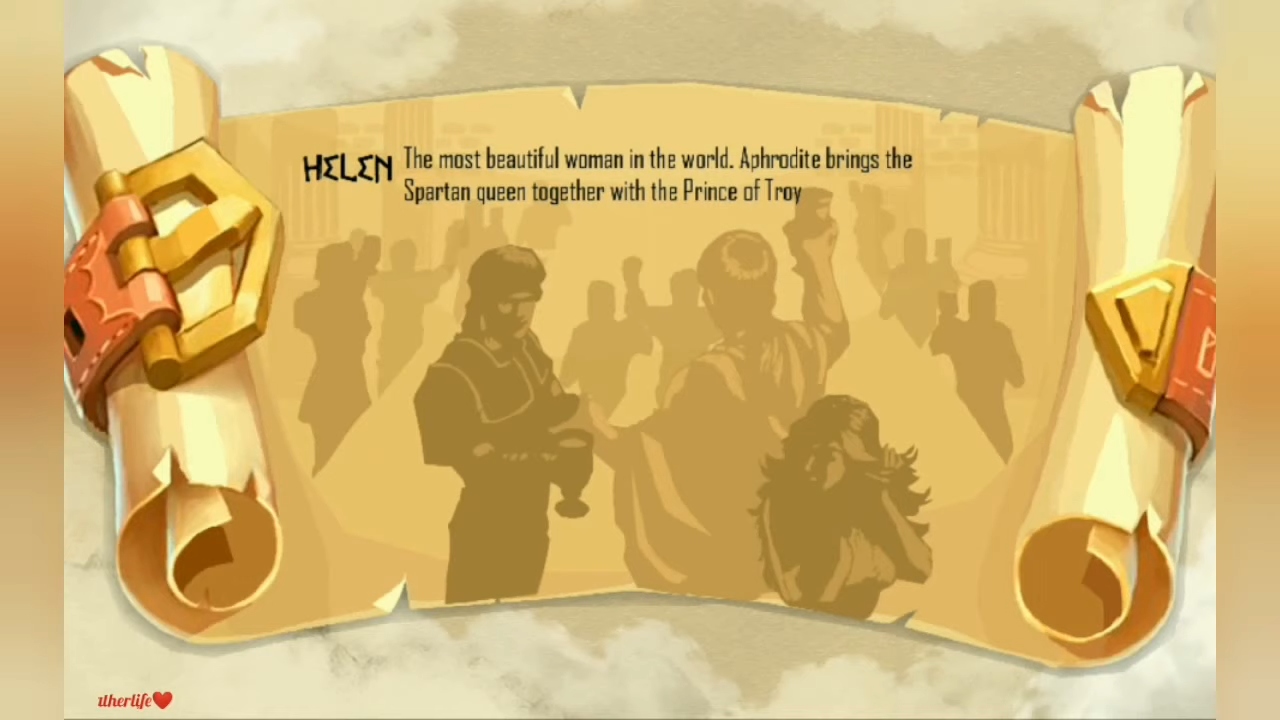 HELEN The most beautiful woman in the world. Aphrodite brings the
Spartan queen together with the Prince of Troy
therlife❤️